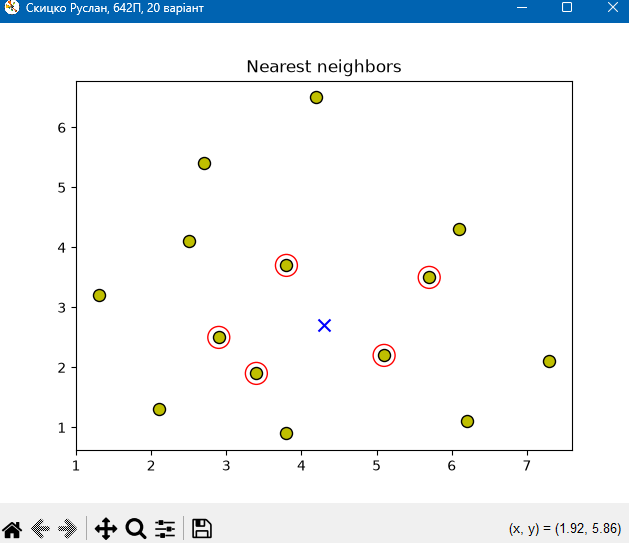 Скицко Руслан, 642П, 20 варіант
Nearest neighbors
6
5
4
3
2
1
1 2 3 4 5 6 7
(x, y) = (1.92, 5.86)